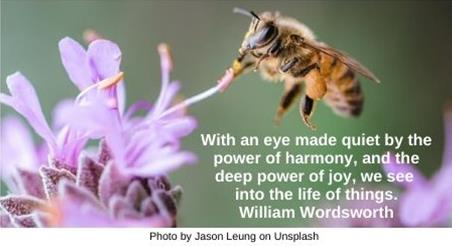 With an eye made quiet by the
power of harmony, and the
deep power of joy, we see
into the life of things.
William Wordsworth
Photo by Jason Leung on Unsplash